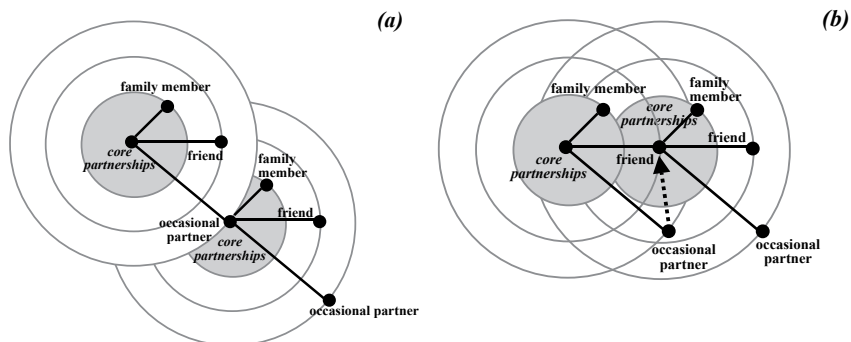 (a)
family member
friend
core
partnerships
family
member
friend
occasional
partner
core
partnerships
occasional partner
(b)
family member
family
member
core
partnerships
friend
friend
core
partnerships
occasional
partner
occasional
partner